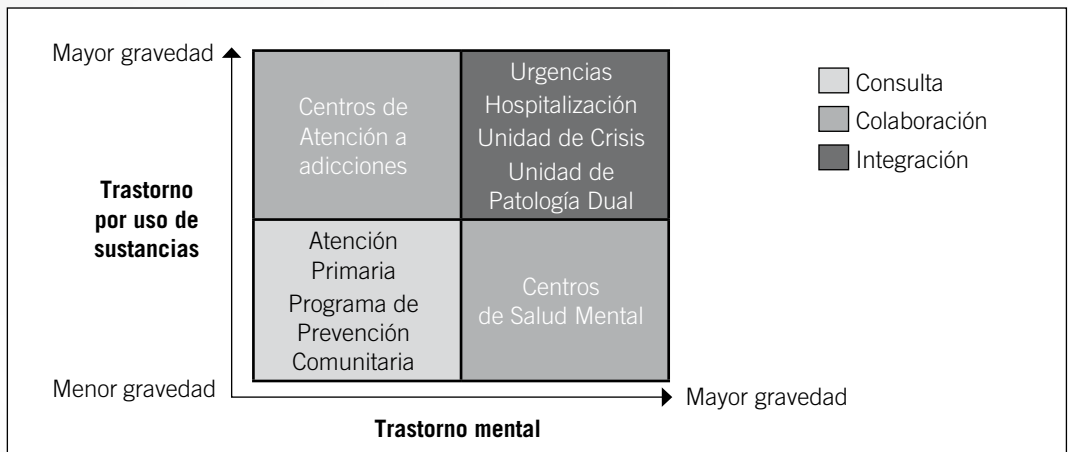 Mayor gravedad
Trastorno
por uso de
sustancias
Menor gravedad
Centros de
Atención a
adicciones
Urgencias
Hospitalización
Unidad de Crisis
Unidad de
Patología Dual
Atención
Primaria
Programa de
Prevención
Comunitaria
Centros
de Salud Mental
Mayor gravedad
Trastorno mental
Consulta
Colaboración
Integración